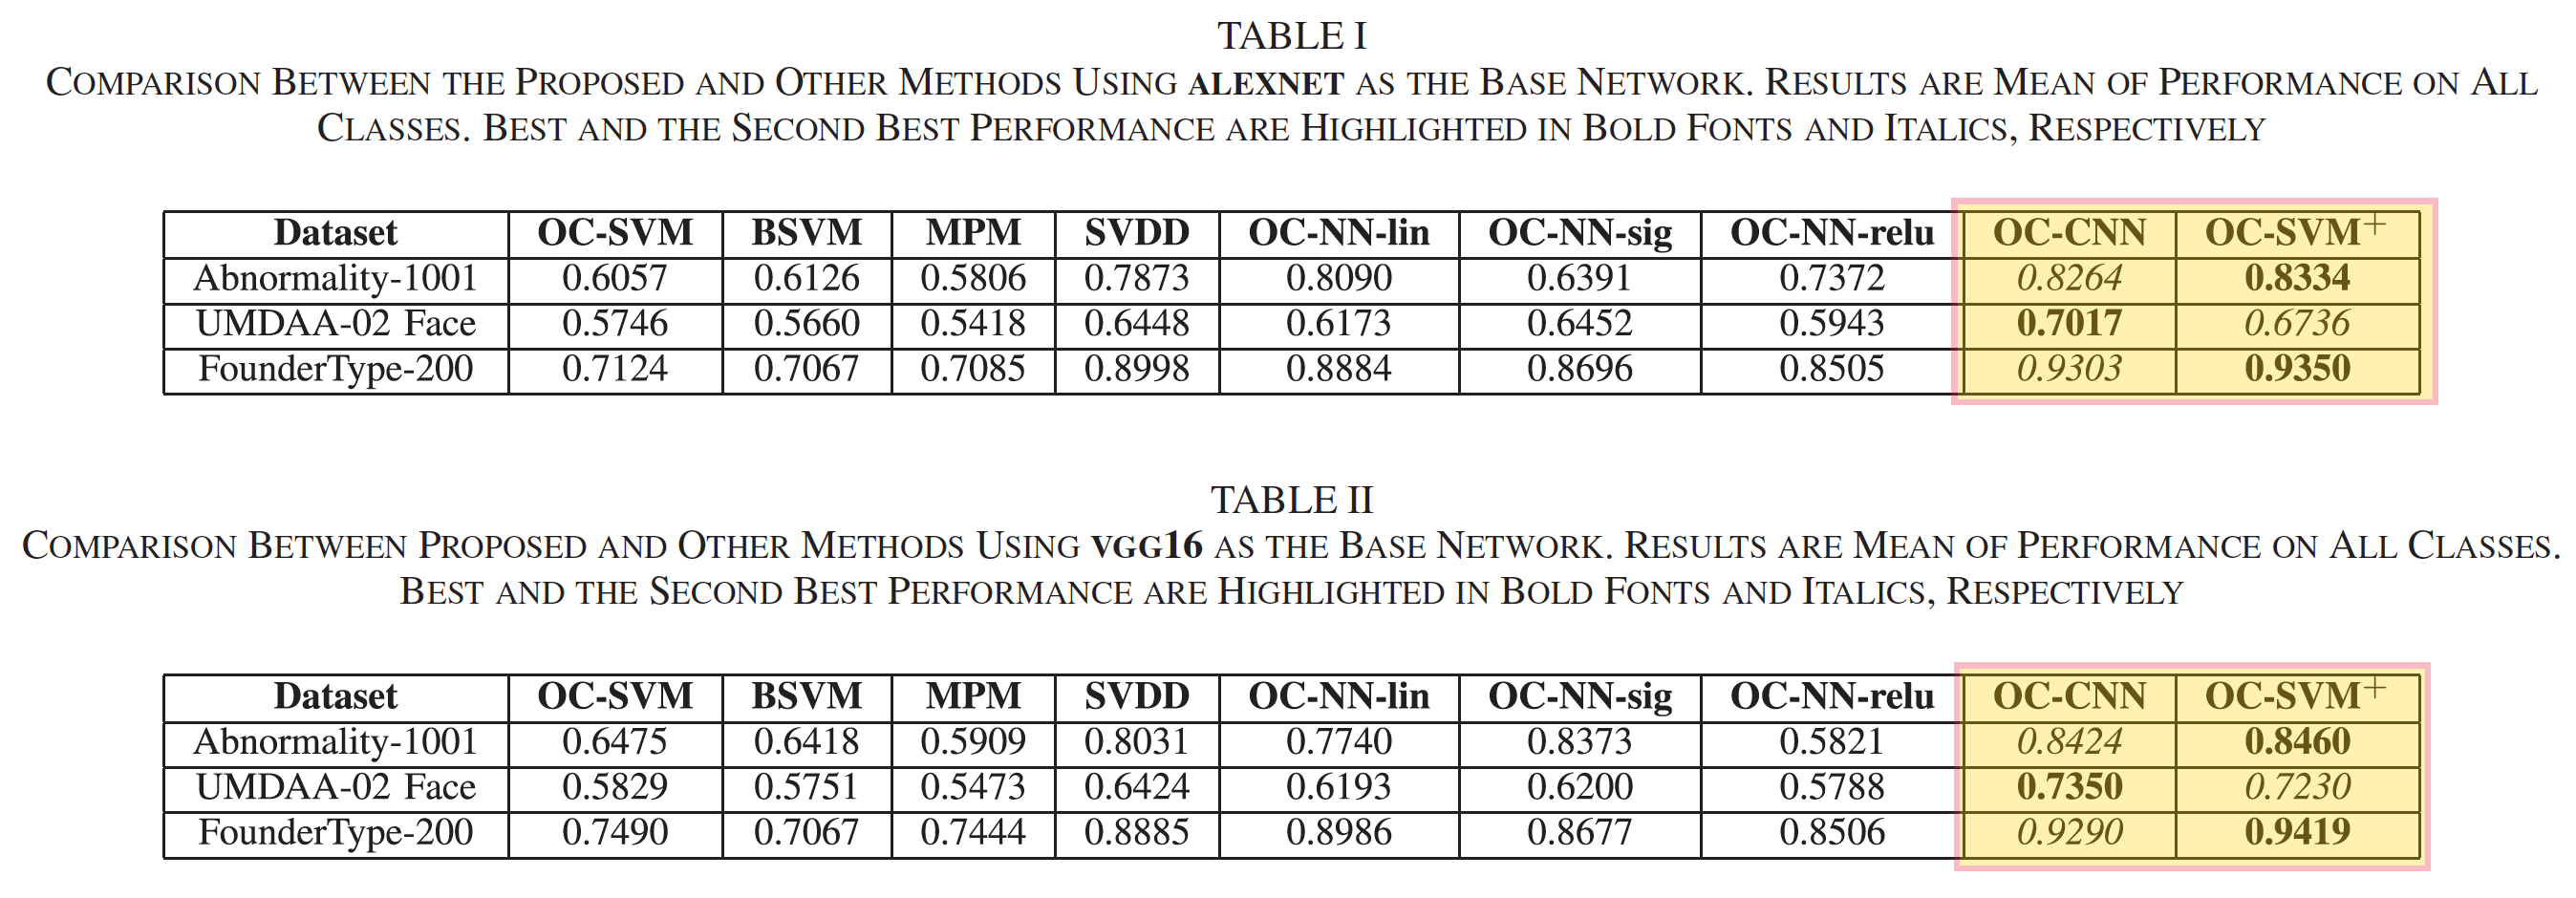 TABLE I
COMPARISON BETWEEN THE PROPOSED AND OTHER METHODS USING ALEXNET AS THE BASE NETWORK. RESULTS ARE MEAN OF PERFORMANCE ON ALL
CLASSES. BEST AND THE SECOND BEST PERFORMANCE ARE HIGHLIGHTED IN BOLD FONTS AND ITALICS, RESPECTIVELY
Dataset OC-SVM BSVM MPM SVDD OC-NN-lin OC-NN-sig OC-NN-relu OC-CNN OC-SVM+
Abnormality-1001 0.6057 0.6126 0.5806 0.7873 0.8090 0.6391 0.7372 0.8264 0.8334
UMDAA-02 Face 0.5746 0.5660 0.5418 0.6448 0.6173 0.6452 0.5943 0.7017 0.6736
FounderType-200 0.7124 0.7067 0.7085 0.8998 0.8884 0.8696 0.8505 0.9303 0.9350
TABLE II
COMPARISON BETWEEN PROPOSED AND OTHER METHODS USING VGG16 AS THE BASE NETWORK. RESULTS ARE MEAN OF PERFORMANCE ON ALL CLASSES.
BEST AND THE SECOND BEST PERFORMANCE ARE HIGHLIGHTED IN BOLD FONTS AND ITALICS, RESPECTIVELY
Dataset OC-SVM BSVM MPM SVDD OC-NN-lin OC-NN-sig OC-NN-relu OC-CNN OC-SVM+
Abnormality-1001 0.6475 0.6418 0.5909 0.8031 0.7740 0.8373 0.5821 0.8424 0.8460
UMDAA-02 Face 0.5829 0.5751 0.5473 0.6424 0.6193 0.6200 0.5788 0.7350 0.7230
FounderType-200 0.7490 0.7067 0.7444 0.8885 0.8986 0.8677 0.8506 0.9290 0.9419